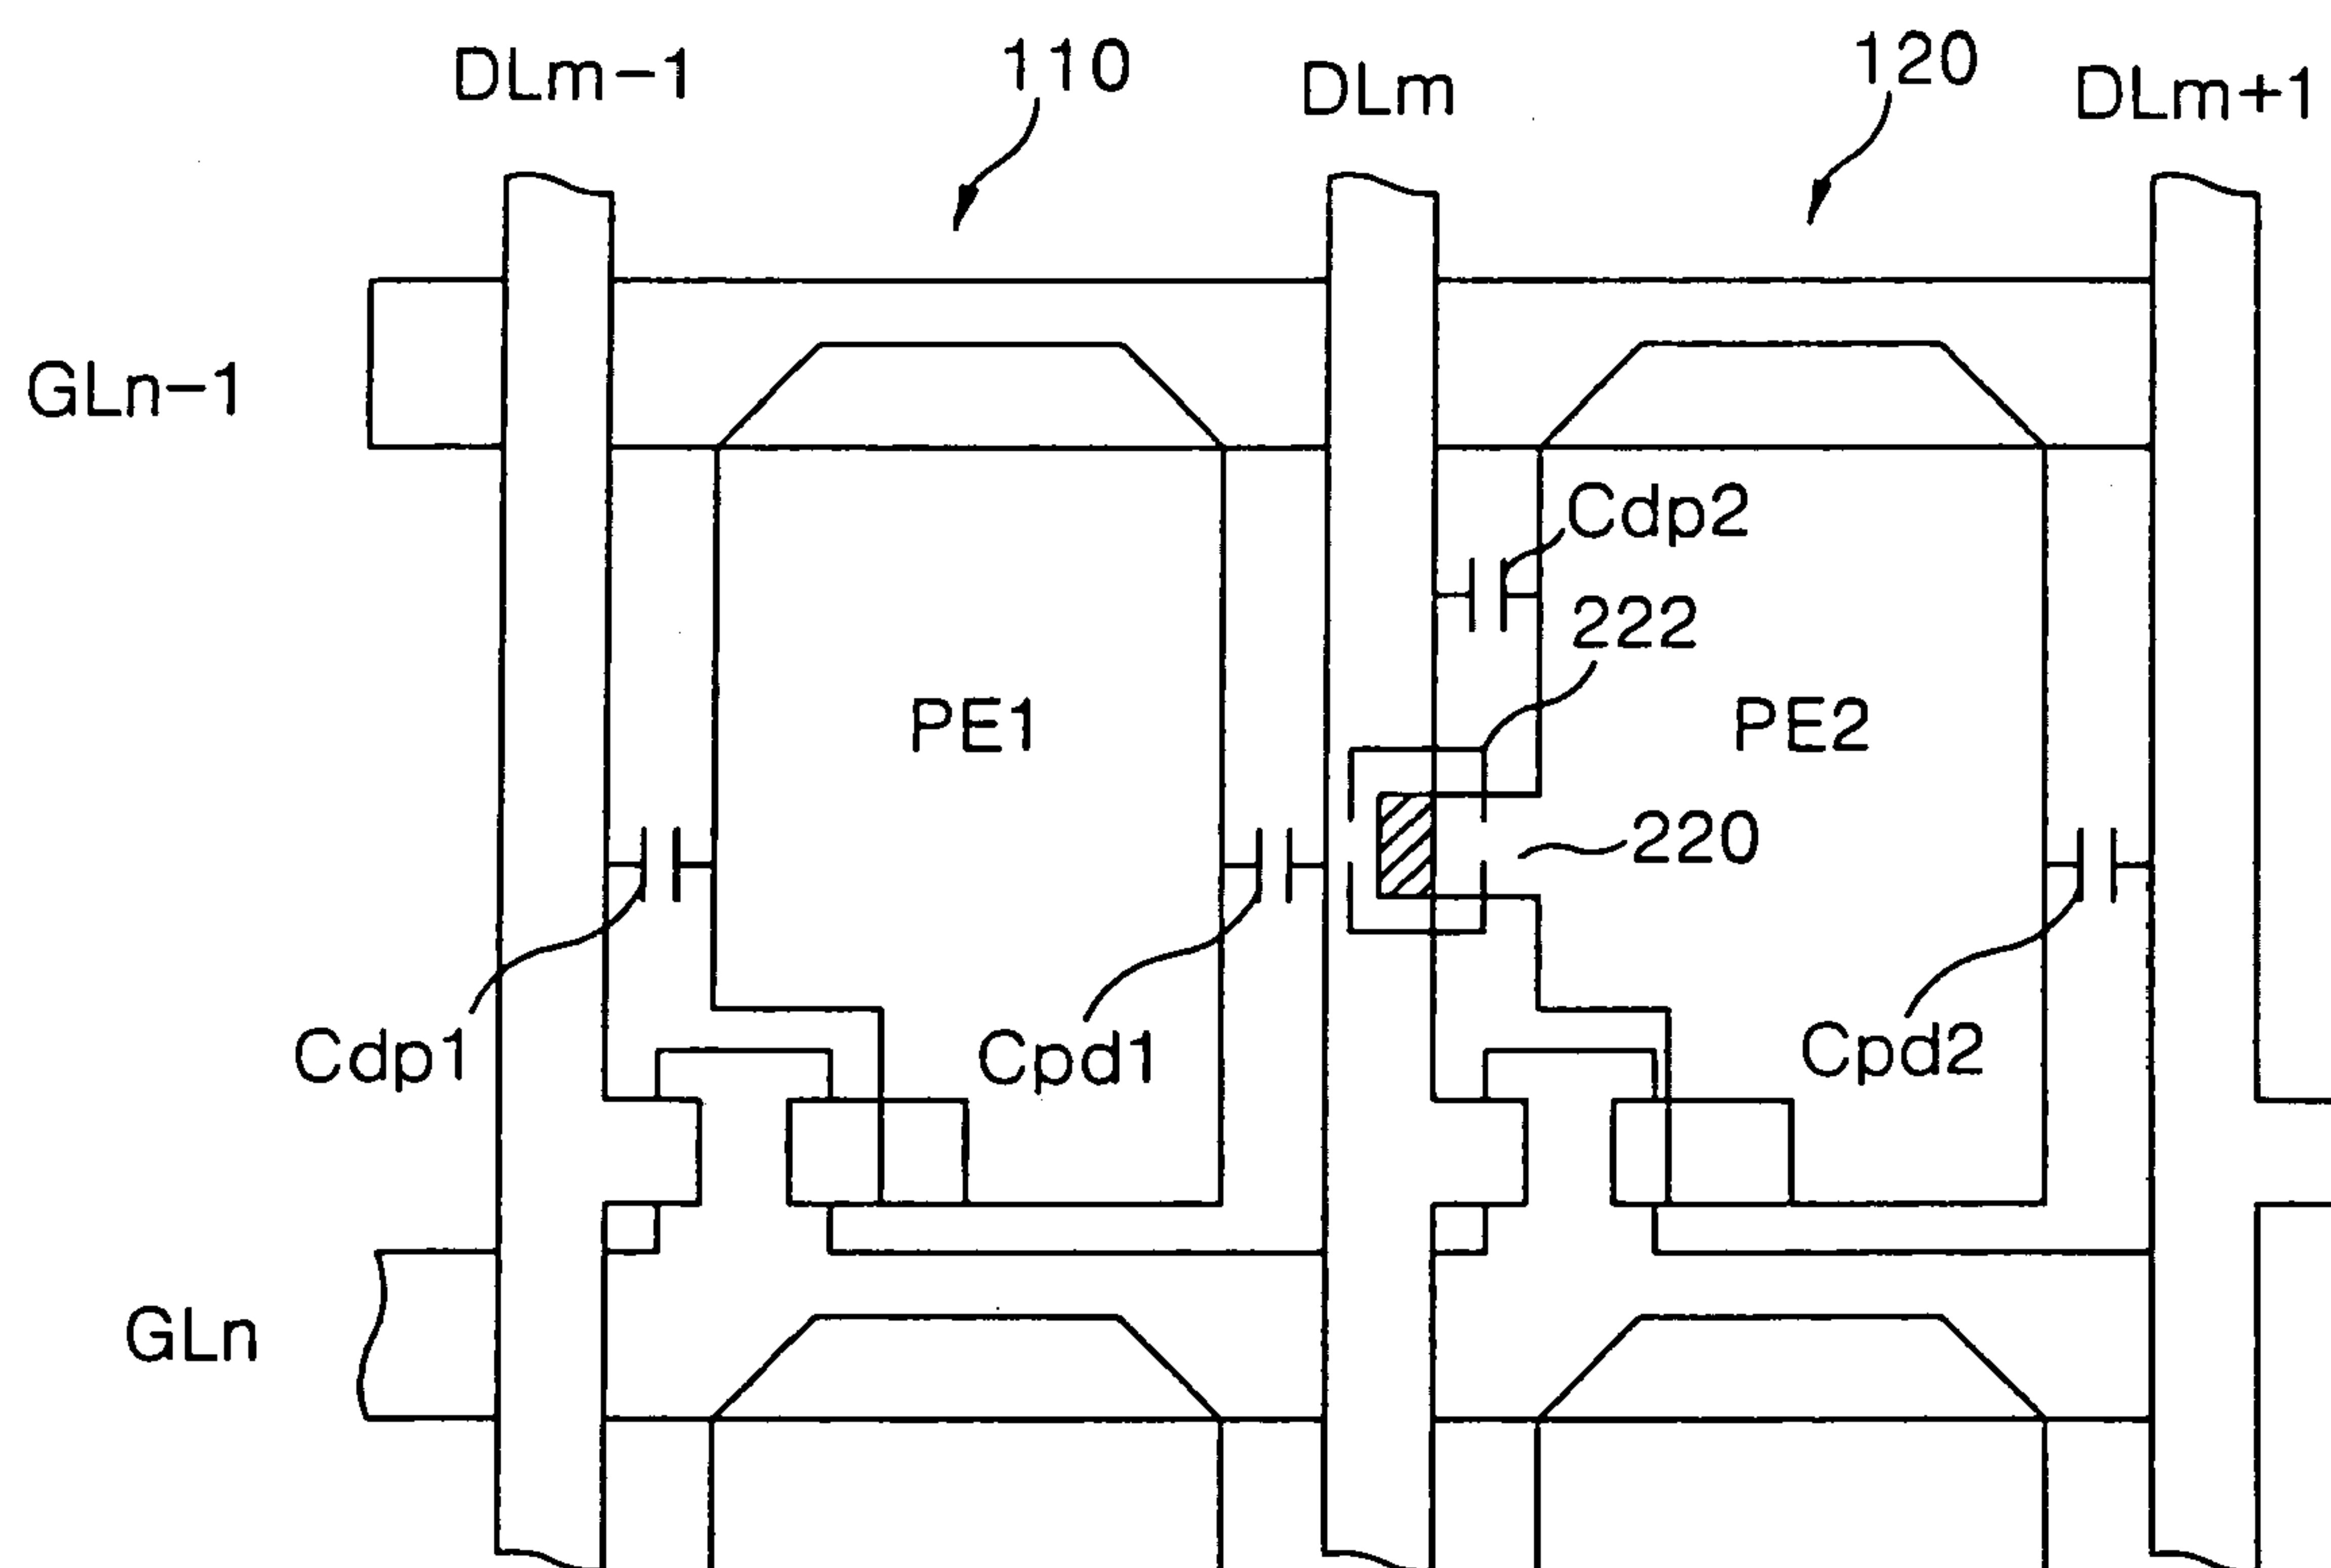 DLm-1
110
DLm
120
DLm+1
GLn-1
Cdp2
222
PE1
PE2
220
Cdp1
Cpd1
Cpd2
GLn